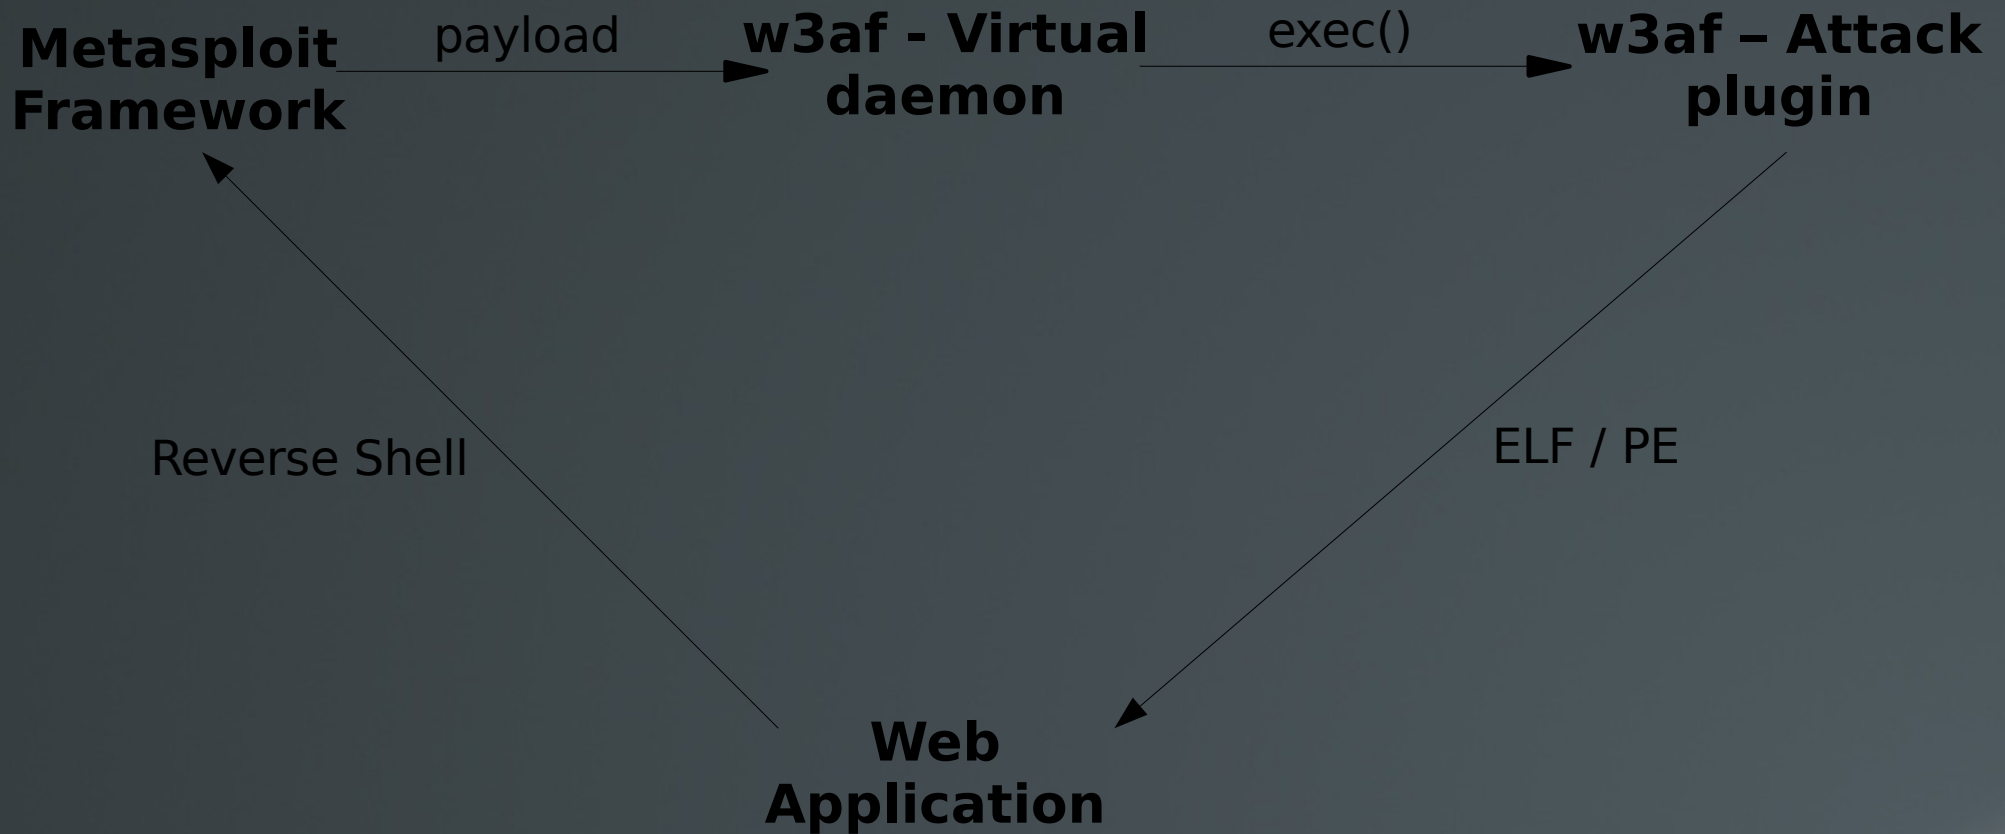 Metasploit
Framework
payload
w3af - Virtual
daemon
exec()
w3af – Attack
plugin
Reverse Shell
ELF / PE
Web
Application